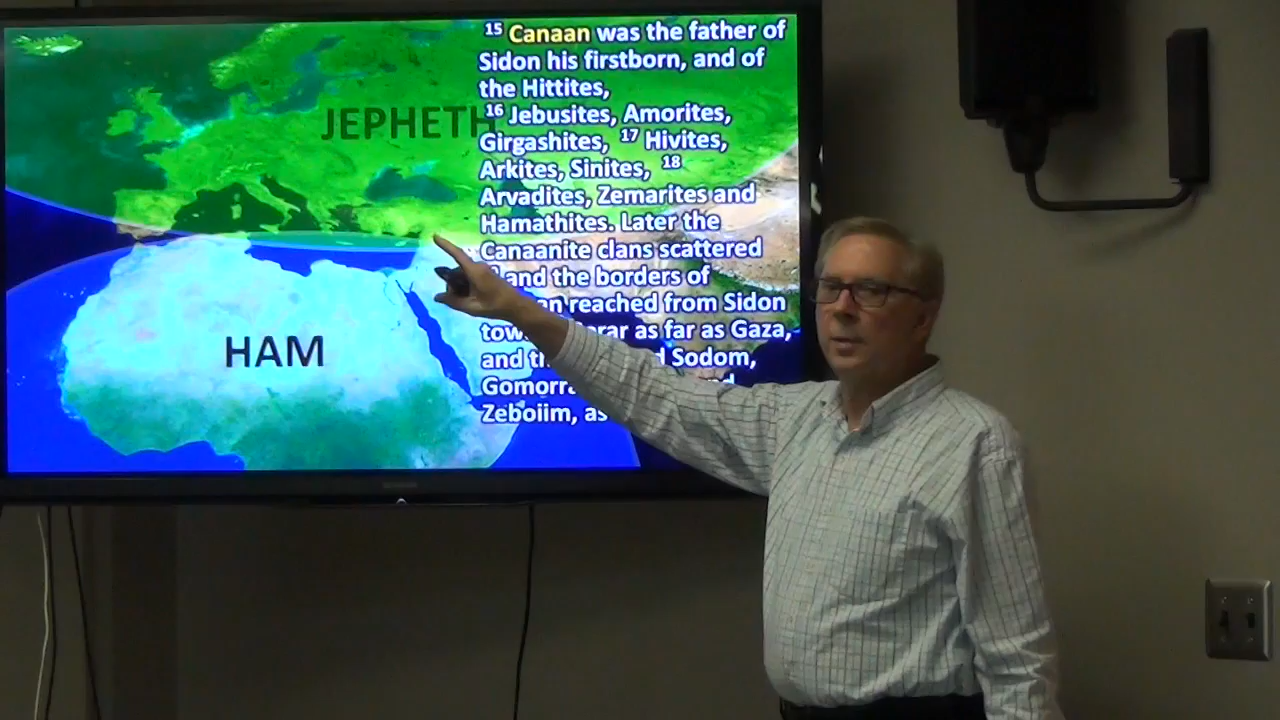 15 Canaan was the father of
Sidon his firstborn, and of
the Hittites,
JEPHETH
16 Jebusites, Amorites,
Girgashites, 17 Hivites,
Arkites, Sinites, 18
Arvadites, Zemarites and
Hamathites. Later the
Canaanite clans scattered
and the borders of
reached from Sidon
as far as Gaza,
and Sodom,
HAM
Zeboiim, as